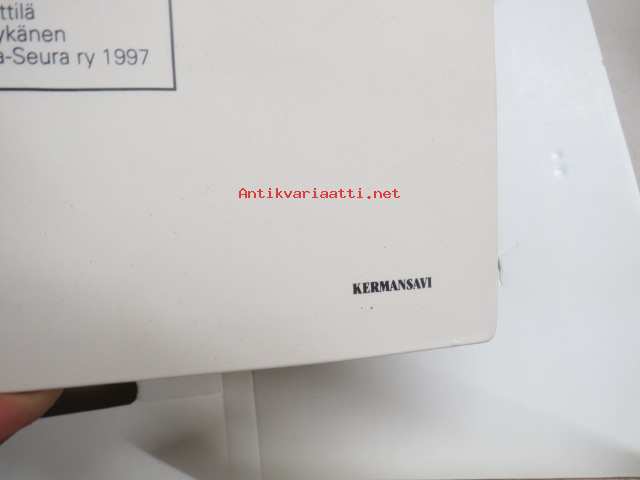 ttilä
ykänen
a-Seura ry 1997
Antikvariaatti.net
KERMANSAVI